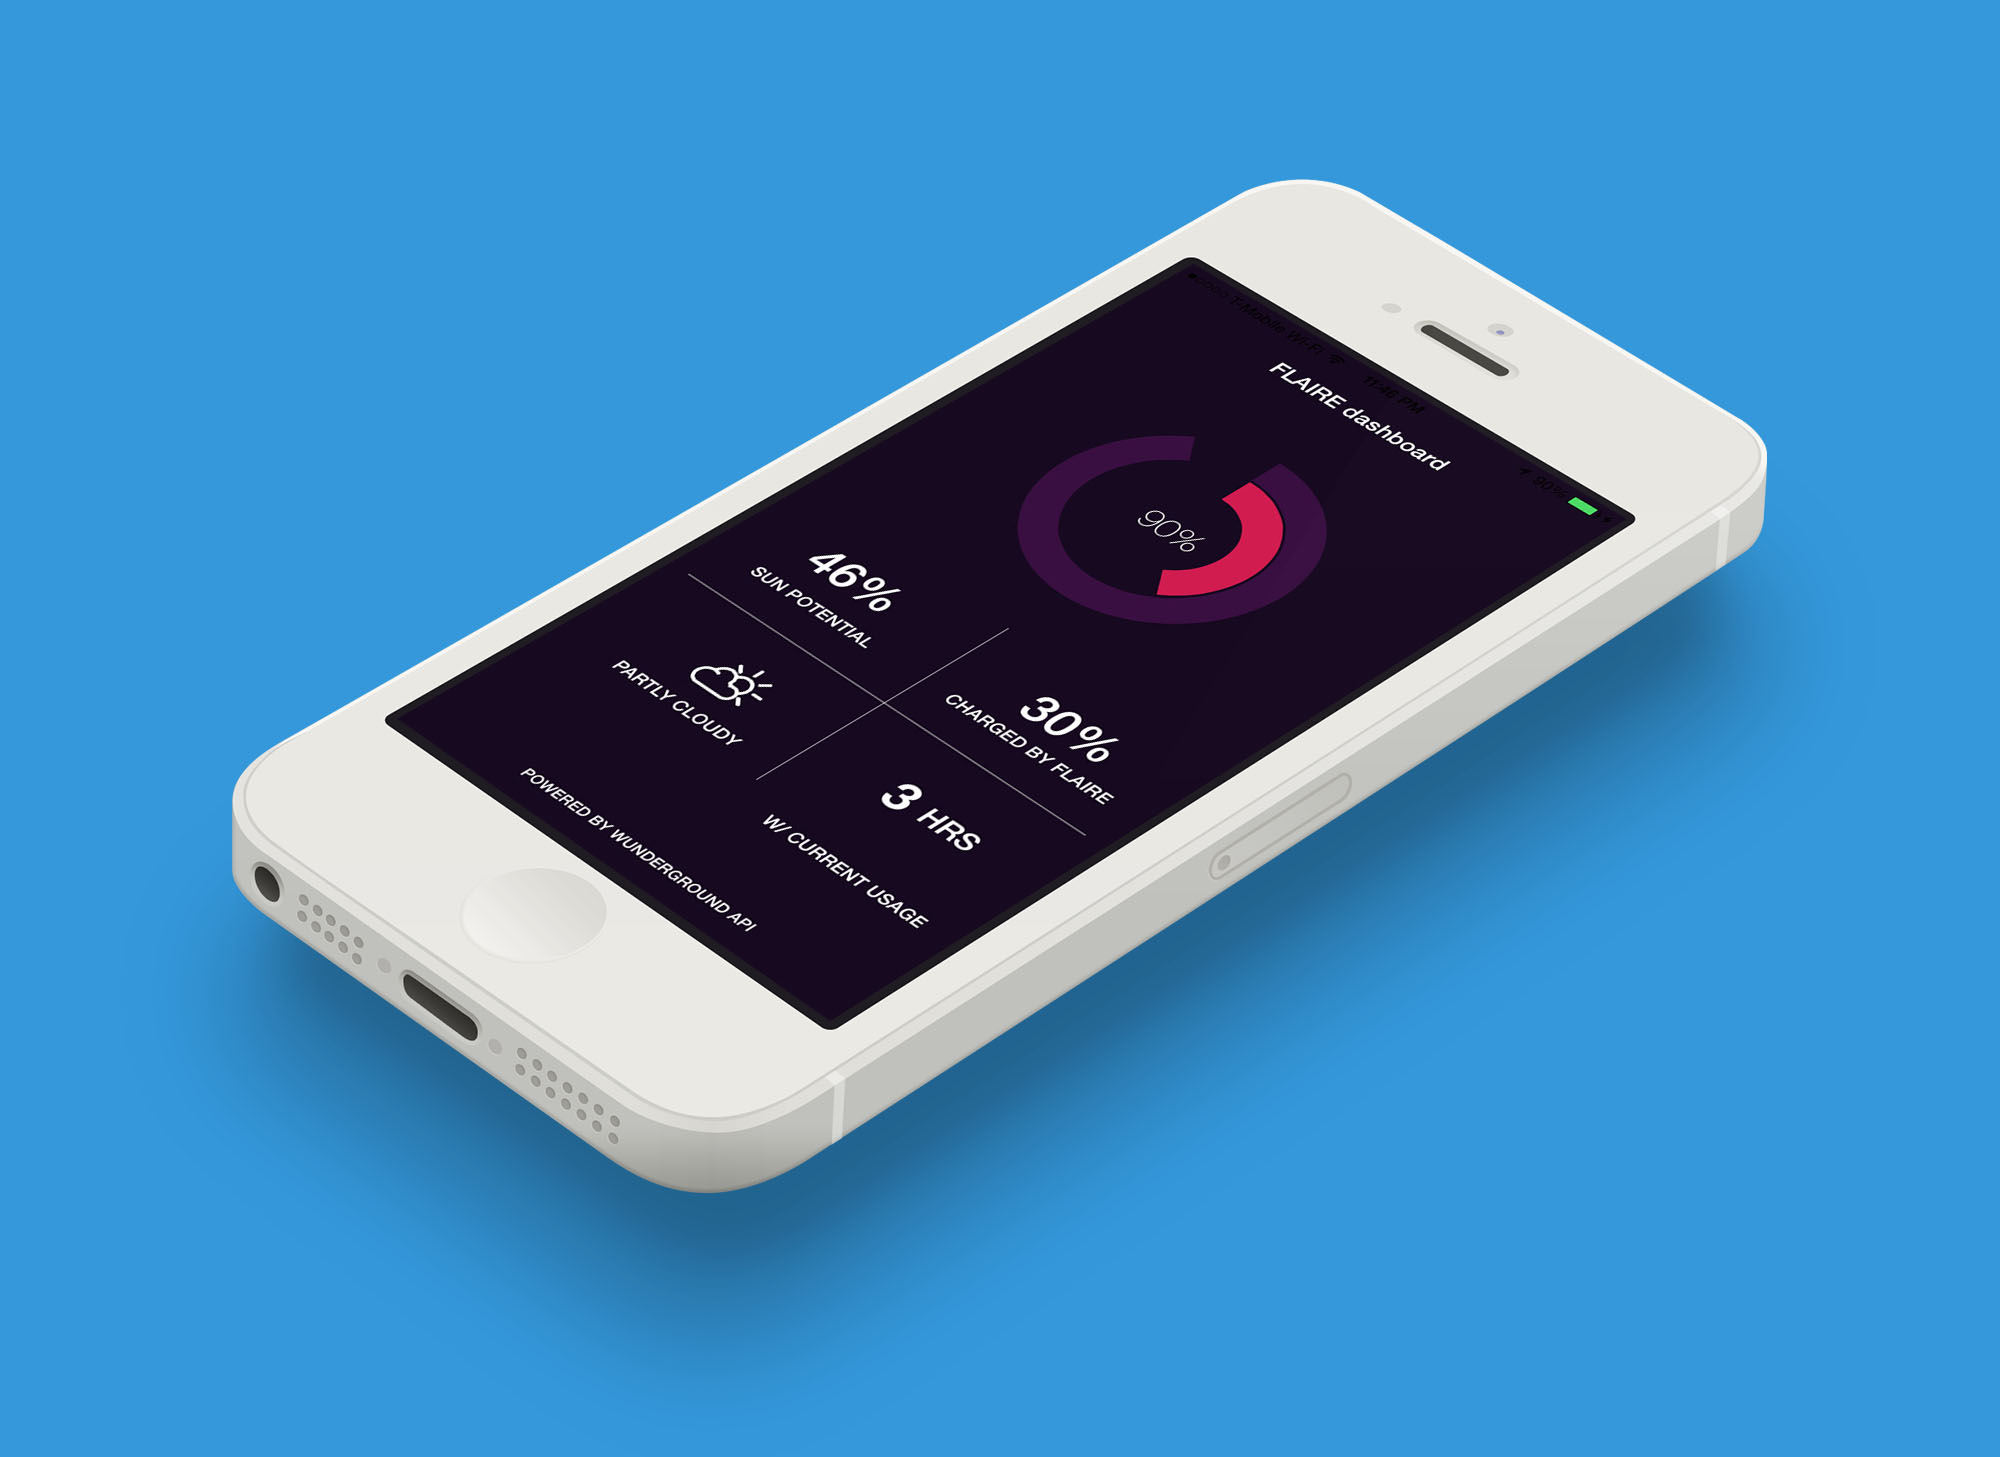 T-Mobile Wi-Fi 11:46 PM 90%
FLAIRE dashboard
90%
46%
SUN POTENTIAL
30%
CHARGED BY FLAIRE
PARTLY CLOUDY
3 HRS
W/ CURRENT USAGE
POWERED BY WUNDERGROUND API